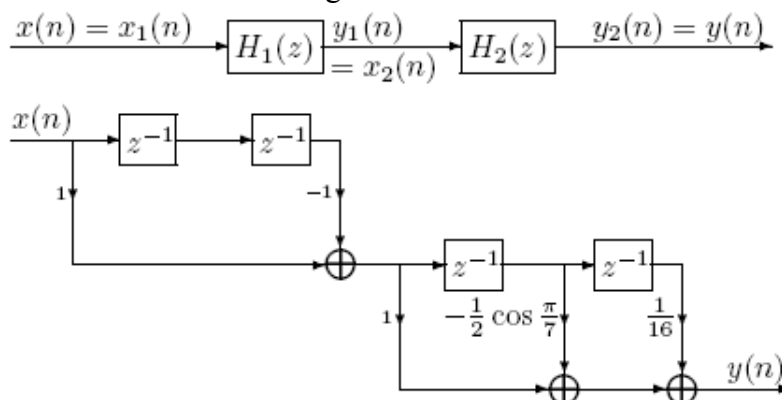 x(n) = x₁(n) H₁(z) y₁(n) H₂(z) y₂(n) = y(n)
= x₂(n)
x(n)
z⁻¹ z⁻¹
1 −1
z⁻¹ z⁻¹
1 −½ cos π/7 1/16
y(n)